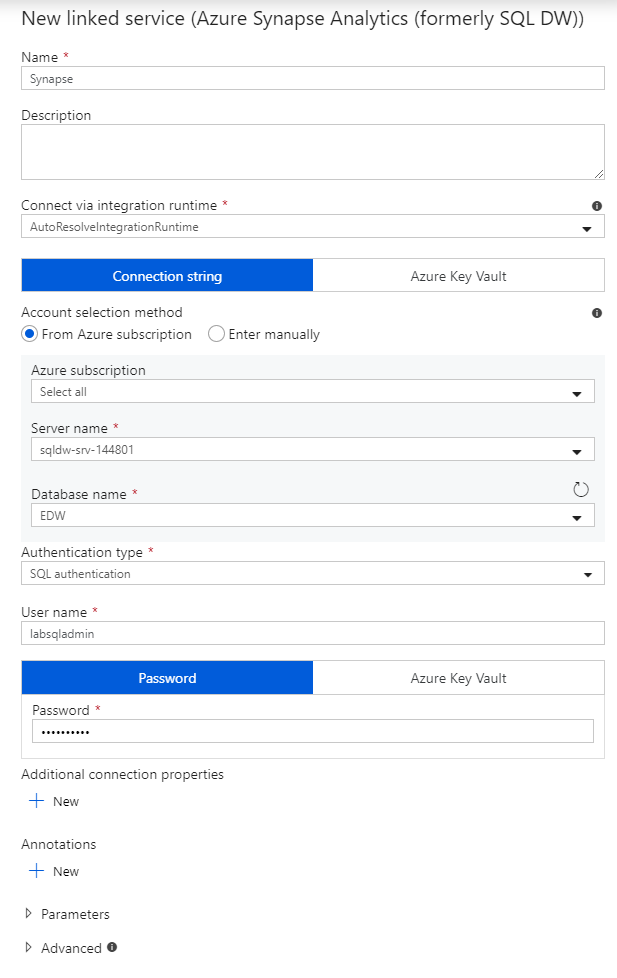 New linked service (Azure Synapse Analytics (formerly SQL DW))
Name *
Synapse
Description
Connect via integration runtime *
AutoResolveIntegrationRuntime
Connection string Azure Key Vault
Account selection method
From Azure subscription Enter manually
Azure subscription
Select all
Server name *
sqldw-srv-144801
Database name *
EDW
Authentication type *
SQL authentication
User name *
labsqladmin
Password Azure Key Vault
Password *
••••••••••
Additional connection properties
+ New
Annotations
+ New
Parameters
Advanced